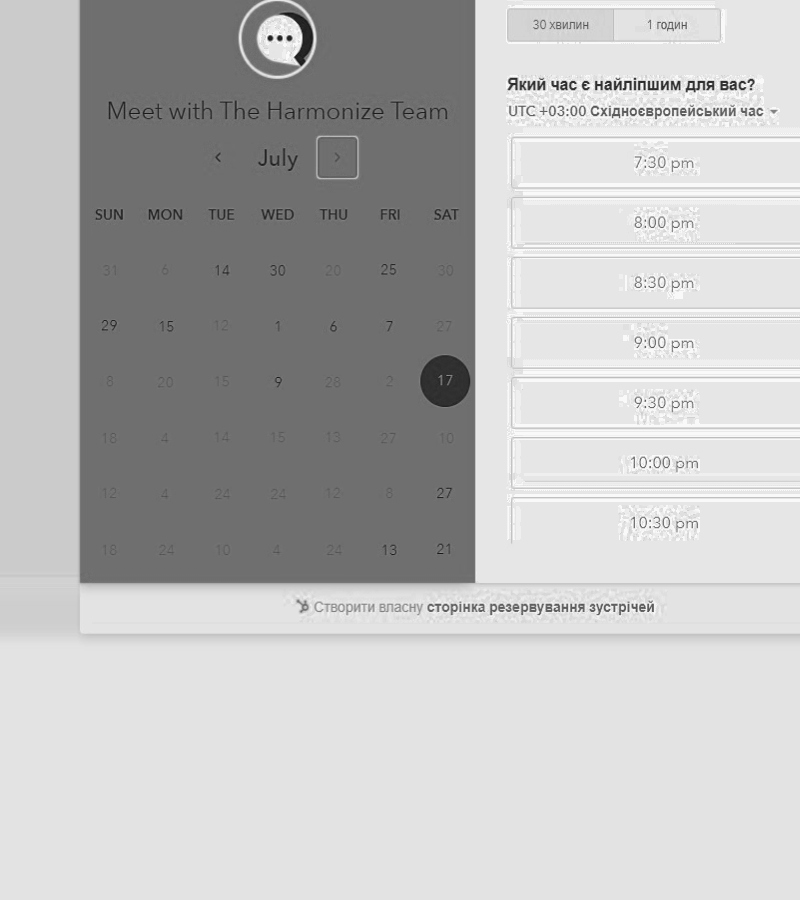 30 хвилин 1 годин
Який час є найліпшим для вас?
UTC +03:00 Східноєвропейський час
Meet with The Harmonize Team
July
SUN MON TUE WED THU FRI SAT
31 6 14 30 20 25 30
29 15 12 1 6 7 27
8 20 15 9 28 2 17
18 4 14 15 13 27 10
12 4 24 24 12 8 27
18 24 10 4 24 13 21
7:30 pm
8:00 pm
8:30 pm
9:00 pm
9:30 pm
10:00 pm
10:30 pm
Створити власну сторінка резервування зустрічей